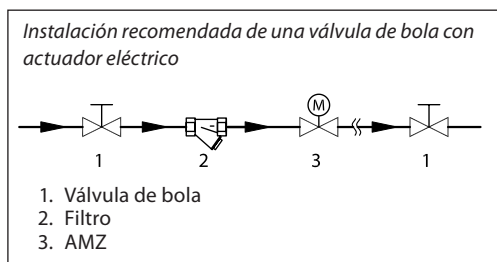 Instalación recomendada de una válvula de bola con
actuador eléctrico
M
1 2 3 1
1. Válvula de bola
2. Filtro
3. AMZ